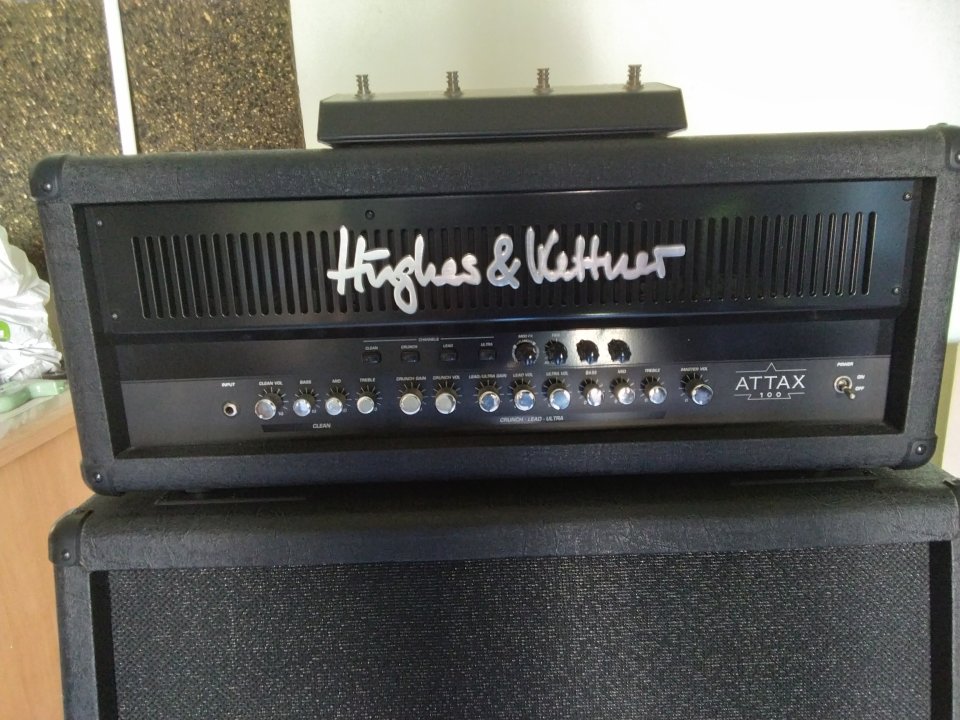 Hughes & Kettner
CHANNELS
CLEAN CRUNCH LEAD ULTRA
INPUT CLEAN VOL BASS MID TREBLE CRUNCH GAIN CRUNCH VOL LEAD/ULTRA GAIN LEAD VOL ULTRA VOL BASS MID TREBLE MASTER VOL
CLEAN CRUNCH · LEAD · ULTRA
ATTAX
100
POWER
ON
OFF